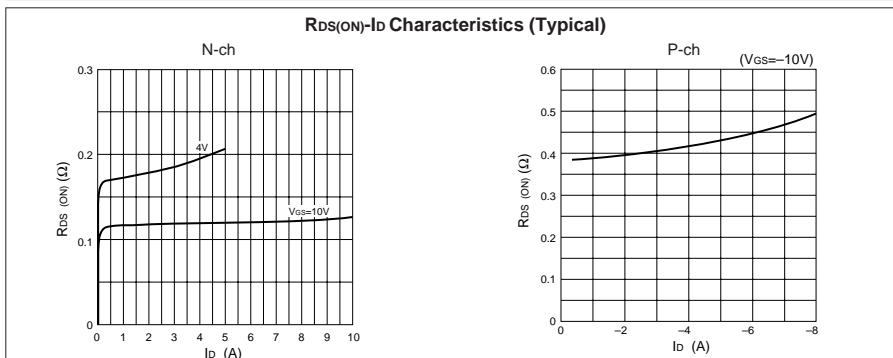 RDS(ON)-ID Characteristics (Typical)
N-ch
0.3
0.2
0.1
0
RDS (ON) (Ω)
4V
VGS=10V
0 1 2 3 4 5 6 7 8 9 10
ID (A)
P-ch
(VGS=–10V)
0.6
0.5
0.4
0.3
0.2
0.1
0
RDS (ON) (Ω)
0 –2 –4 –6 –8
ID (A)